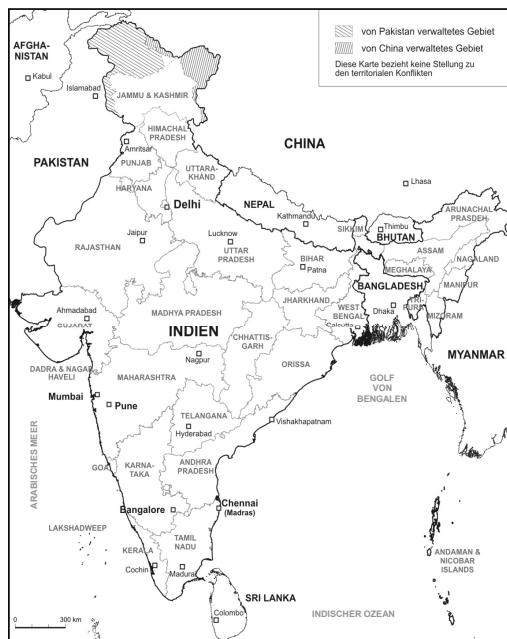 von Pakistan verwaltetes Gebiet
von China verwaltetes Gebiet
Diese Karte bezieht keine Stellung zu
den territorialen Konflikten
AFGHA-
NISTAN
Kabul
Islamabad
JAMMU & KASHMIR
HIMACHAL
PRADESH
Amritsar
PUNJAB
CHINA
PAKISTAN
UTTARA-
KHAND
HARYANA
Lhasa
Delhi
NEPAL
ARUNACHAL
PRASDEH
Kathmandu
SIKKIM
Thimbu
BHUTAN
Jaipur
RAJASTHAN
Lucknow
UTTAR
PRADESH
ASSAM
NAGALAND
BIHAR
Patna
MEGHALAYA
MANIPUR
BANGLADESH
JHARKHAND
WEST
BENGAL
Dhaka
TRI-
PURA
MIZORAM
Calcutta
Ahmadabad
GUJARAT
MADHYA PRADESH
INDIEN
CHHATTIS-
GARH
Nagpur
ORISSA
MYANMAR
DADRA & NAGAR
HAVELI
MAHARASHTRA
GOLF
VON
BENGALEN
Mumbai
Pune
TELANGANA
Hyderabad
Vishakhapatnam
ARABISCHES MEER
GOA
KARNA-
TAKA
ANDHRA
PRADESH
Bangalore
Chennai
(Madras)
LAKSHADWEEP
TAMIL
NADU
KERALA
Cochin
Madurai
ANDAMAN &
NICOBAR
ISLANDS
SRI LANKA
Colombo
INDISCHER OZEAN
0
300 km